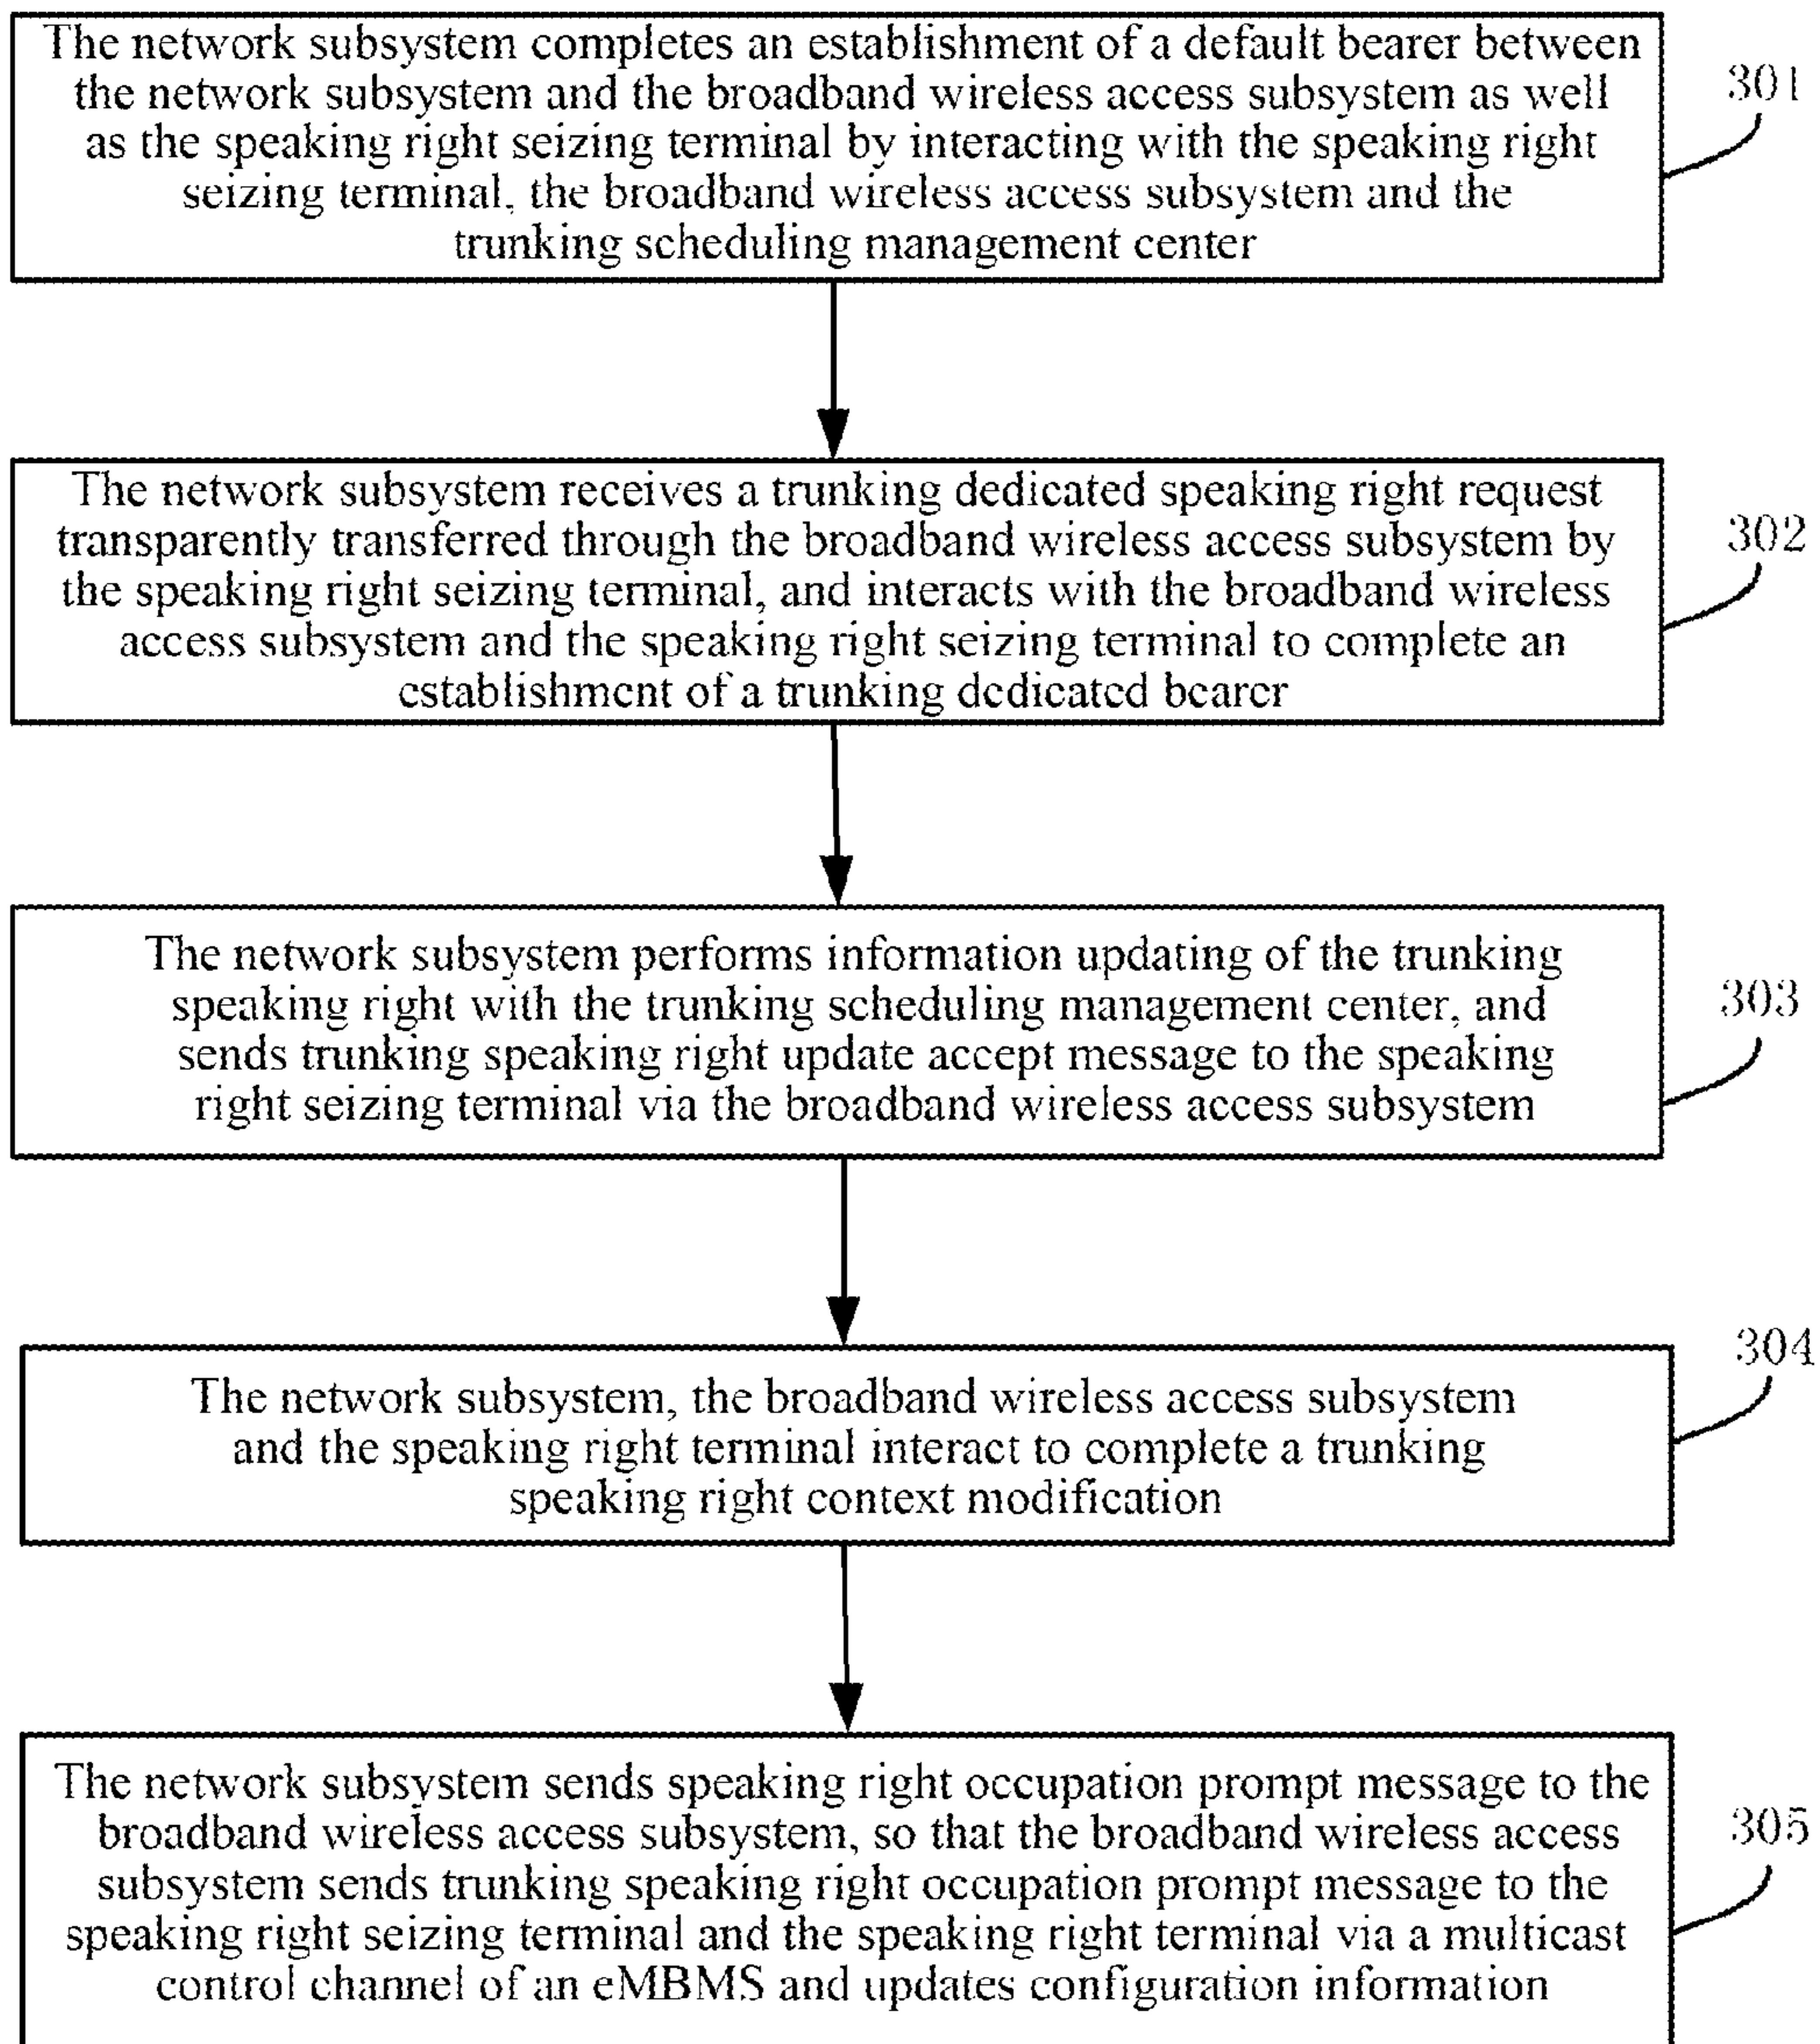 The network subsystem completes an establishment of a default bearer between
the network subsystem and the broadband wireless access subsystem as well
as the speaking right seizing terminal by interacting with the speaking right
seizing terminal, the broadband wireless access subsystem and the
trunking scheduling management center
301
The network subsystem receives a trunking dedicated speaking right request
transparently transferred through the broadband wireless access subsystem by
the speaking right seizing terminal, and interacts with the broadband wireless
access subsystem and the speaking right seizing terminal to complete an
establishment of a trunking dedicated bearer
302
The network subsystem performs information updating of the trunking
speaking right with the trunking scheduling management center, and
sends trunking speaking right update accept message to the speaking
right seizing terminal via the broadband wireless access subsystem
303
The network subsystem, the broadband wireless access subsystem
and the speaking right terminal interact to complete a trunking
speaking right context modification
304
The network subsystem sends speaking right occupation prompt message to the
broadband wireless access subsystem, so that the broadband wireless access
subsystem sends trunking speaking right occupation prompt message to the
speaking right seizing terminal and the speaking right terminal via a multicast
control channel of an eMBMS and updates configuration information
305